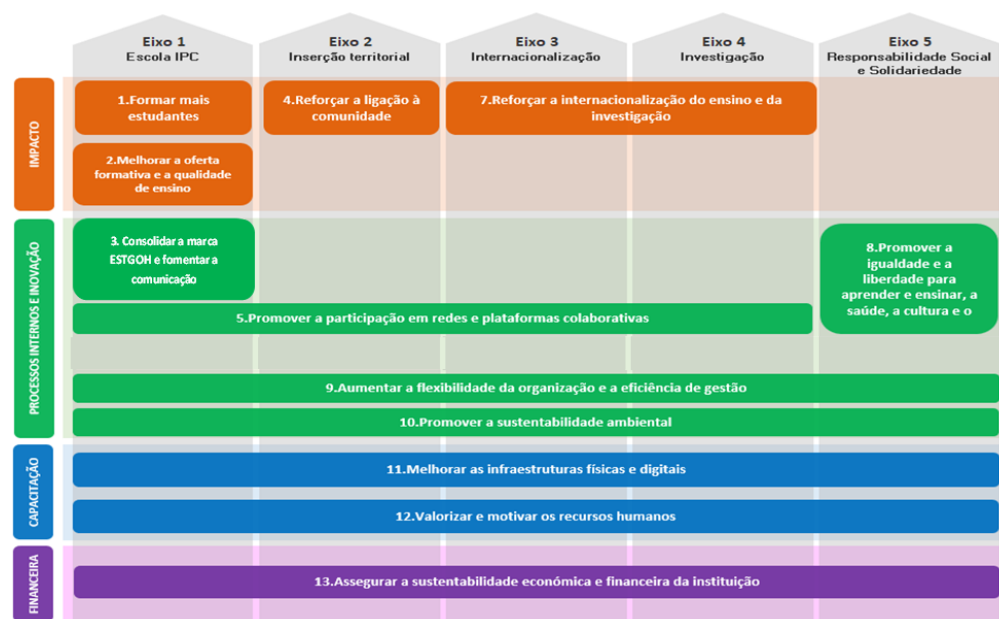 Eixo 1
Escola IPC
Eixo 2
Inserção territorial
Eixo 3
Internacionalização
Eixo 4
Investigação
Eixo 5
Responsabilidade Social
e Solidariedade
IMPACTO
1.Formar mais
estudantes
4.Reforçar a ligação à
comunidade
7.Reforçar a internacionalização do ensino e da
investigação
2.Melhorar a oferta
formativa e a qualidade
de ensino
PROCESSOS INTERNOS E INOVAÇÃO
3. Consolidar a marca
ESTGOH e fomentar a
comunicação
8.Promover a
igualdade e a
liberdade para
aprender e ensinar, a
saúde, a cultura e o
5.Promover a participação em redes e plataformas colaborativas
9.Aumentar a flexibilidade da organização e a eficiência de gestão
10.Promover a sustentabilidade ambiental
CAPACITAÇÃO
11.Melhorar as infraestruturas físicas e digitais
12.Valorizar e motivar os recursos humanos
FINANCEIRA
13.Assegurar a sustentabilidade económica e financeira da instituição